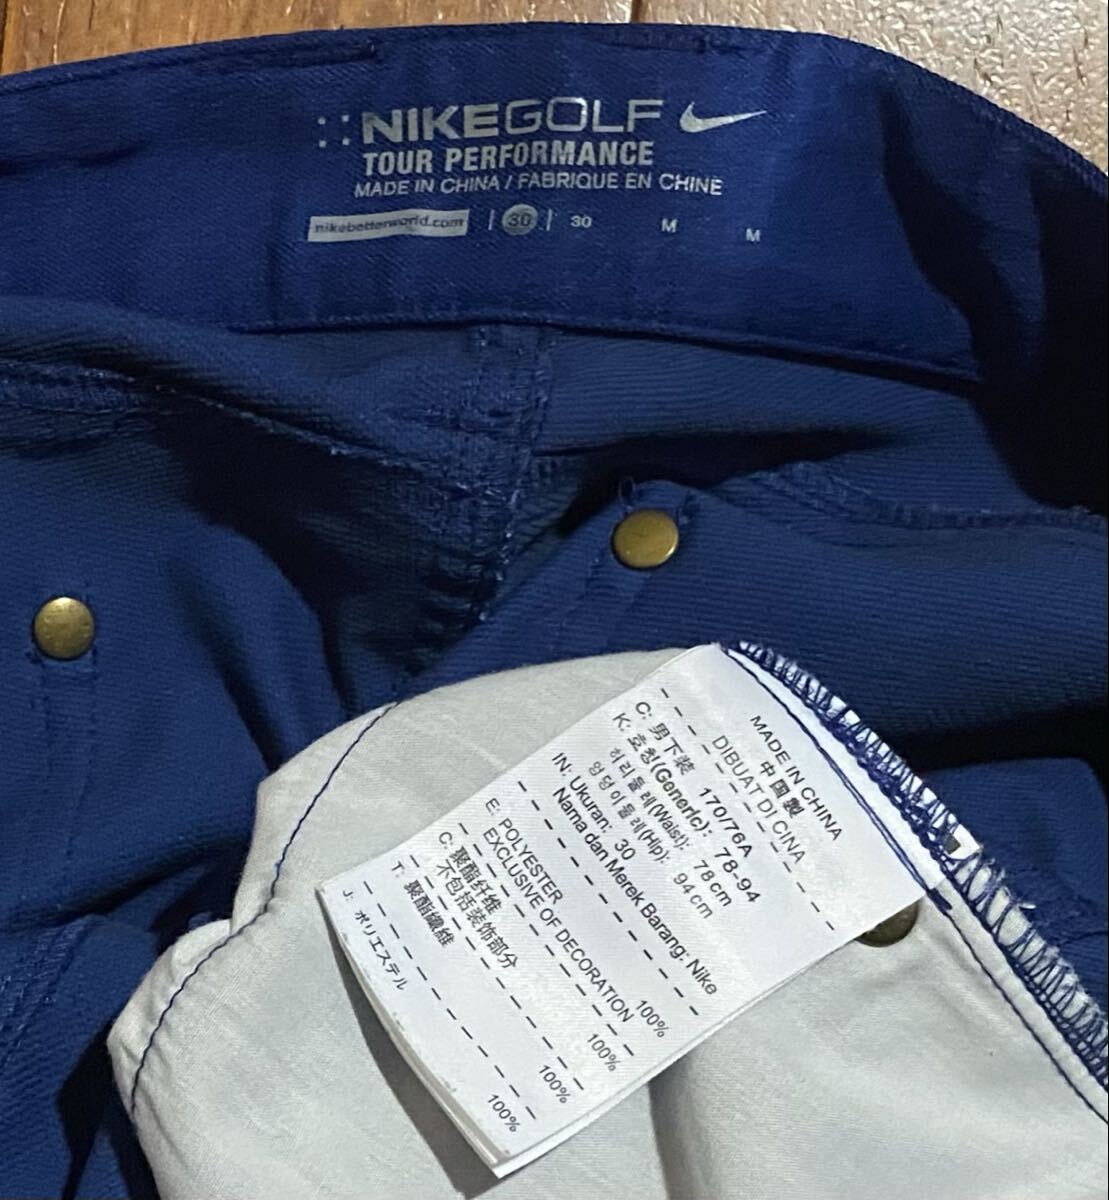 NIKEGOLF
TOUR PERFORMANCE
MADE IN CHINA / FABRIQUE EN CHINE
nikebetterworld.com | 30 | 30 M M
MADE IN CHINA
中国製
DIBUAT DI CINA
C: 男下装 170/76A
K: 호칭(Generic): 78-94
허리둘레(Waist): 78cm
엉덩이둘레(Hip): 94cm
IN: Ukuran: 30
Nama dan Merek Barang: Nike
E: POLYESTER 100%
EXCLUSIVE OF DECORATION
C: 聚酯纤维 100%
不包括装饰部分
T: 聚酯纖維 100%
J: ポリエステル 100%